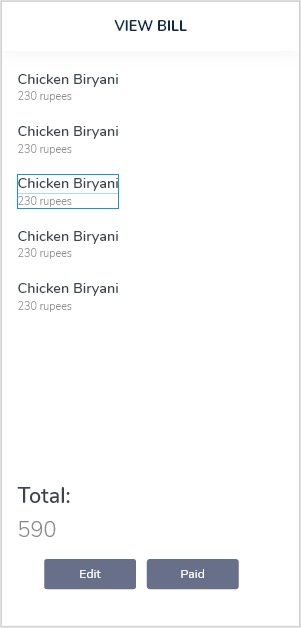 VIEW BILL
Chicken Biryani
230 rupees
Chicken Biryani
230 rupees
Chicken Biryani
230 rupees
Chicken Biryani
230 rupees
Chicken Biryani
230 rupees
Total:
590
Edit Paid